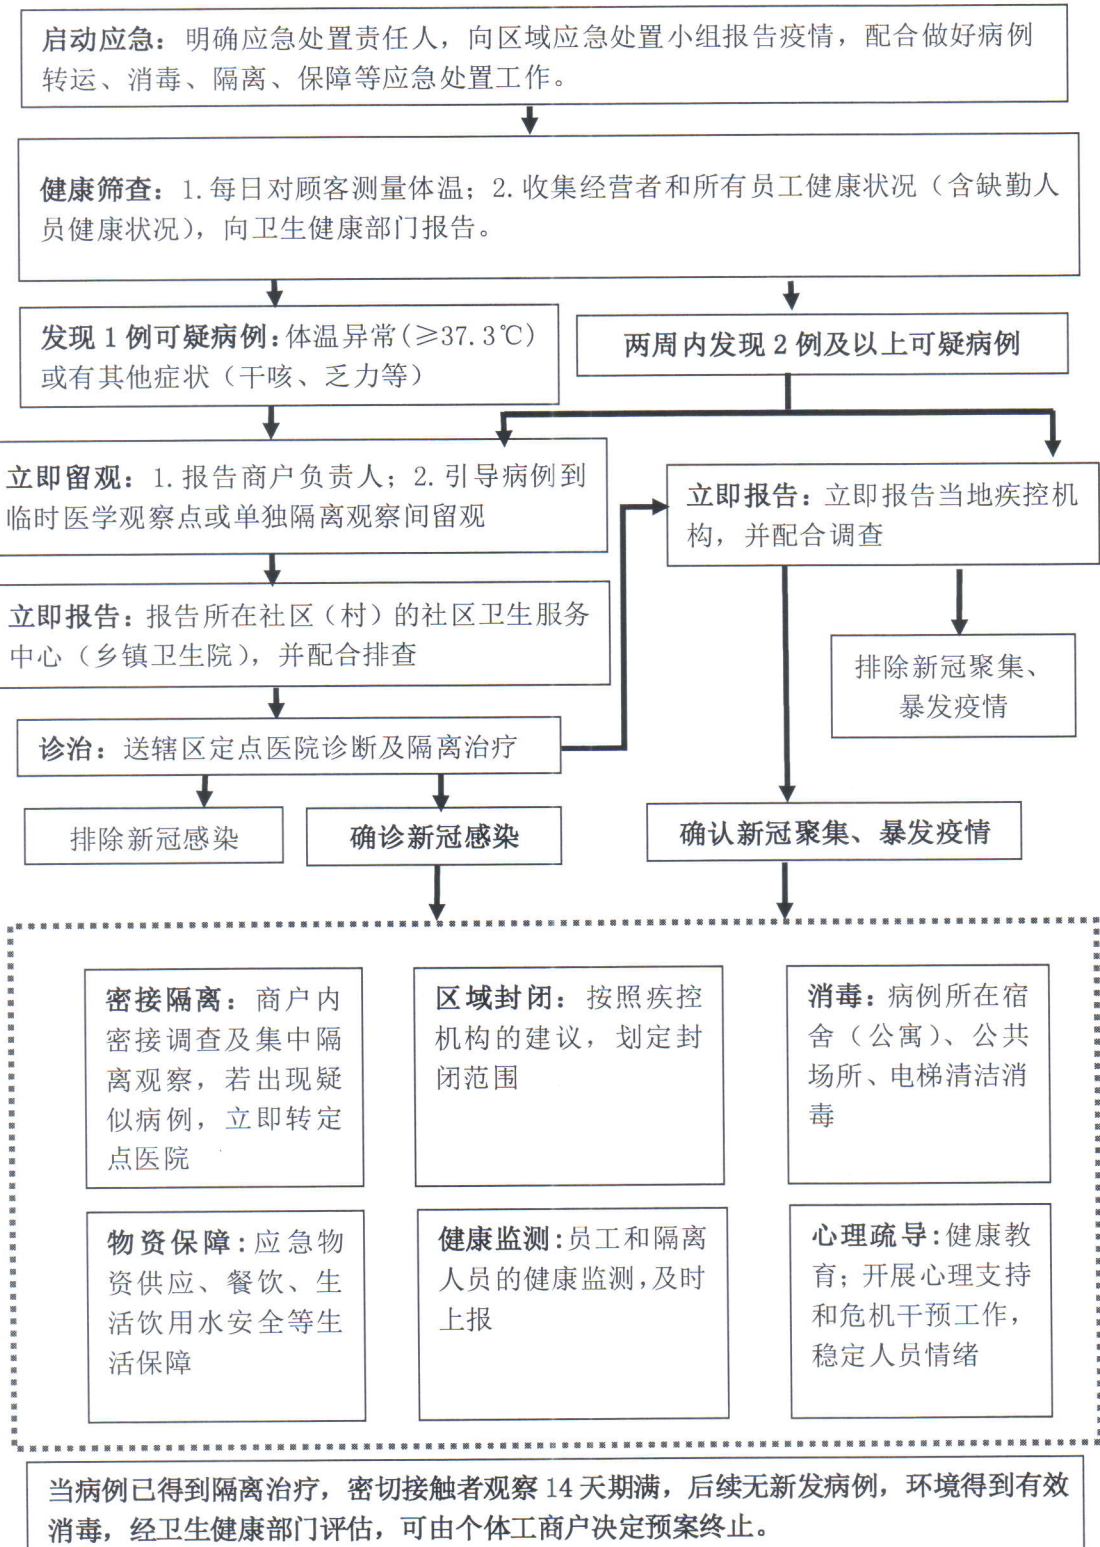 启动应急：明确应急处置责任人，向区域应急处置小组报告疫情，配合做好病例
转运、消毒、隔离、保障等应急处置工作。
健康筛查：1.每日对顾客测量体温；2.收集经营者和所有员工健康状况（含缺勤人
员健康状况），向卫生健康部门报告。
发现1例可疑病例：体温异常(≥37.3℃)
或有其他症状（干咳、乏力等）
两周内发现2例及以上可疑病例
立即留观：1.报告商户负责人；2.引导病例到
临时医学观察点或单独隔离观察间留观
立即报告：立即报告当地疾控机
构，并配合调查
立即报告：报告所在社区（村）的社区卫生服务
中心（乡镇卫生院），并配合排查
排除新冠聚集、
暴发疫情
诊治：送辖区定点医院诊断及隔离治疗
排除新冠感染
确诊新冠感染
确认新冠聚集、暴发疫情
密接隔离：商户内
密接调查及集中隔
离观察，若出现疑
似病例，立即转定
点医院
区域封闭：按照疾控
机构的建议，划定封
闭范围
消毒：病例所在宿
舍（公寓）、公共
场所、电梯清洁消
毒
物资保障：应急物
资供应、餐饮、生
活饮用水安全等生
活保障
健康监测：员工和隔离
人员的健康监测，及时
上报
心理疏导：健康教
育；开展心理支持
和危机干预工作，
稳定人员情绪
当病例已得到隔离治疗，密切接触者观察14天期满，后续无新发病例，环境得到有效
消毒，经卫生健康部门评估，可由个体工商户决定预案终止。